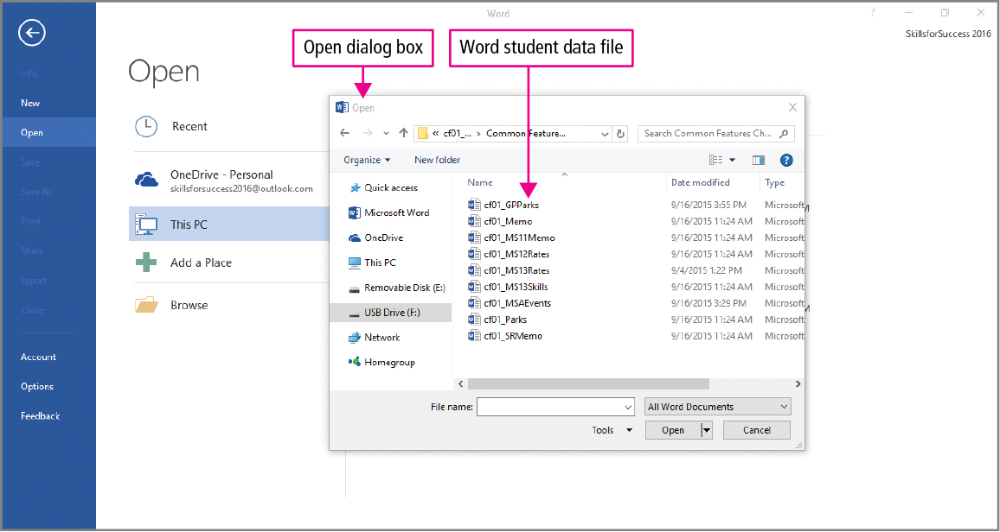 Word
?
SkillsforSuccess 2016
Open dialog box
Word student data file
Info
New
Open
Save
Save As
Print
Share
Export
Close
Account
Options
Feedback
Open
Recent
OneDrive - Personal
skillsforsuccess2016@outlook.com
This PC
Add a Place
Browse
Open
« cf01_... › Common Feature...
Search Common Features Ch...
Organize
New folder
?
Quick access
Microsoft Word
OneDrive
This PC
Removable Disk (E:)
USB Drive (F:)
Network
Homegroup
Name Date modified Type
cf01_GPParks 9/16/2015 3:55 PM Microsoft
cf01_Memo 9/16/2015 11:24 AM Microsoft
cf01_MS11Memo 9/16/2015 11:24 AM Microsoft
cf01_MS12Rates 9/16/2015 11:24 AM Microsoft
cf01_MS13Rates 9/4/2015 1:22 PM Microsoft
cf01_MS13Skills 9/16/2015 11:24 AM Microsoft
cf01_MSAEvents 9/16/2015 3:29 PM Microsoft
cf01_Parks 9/16/2015 11:24 AM Microsoft
cf01_SRMemo 9/16/2015 11:24 AM Microsoft
File name:
All Word Documents
Tools
Open
Cancel